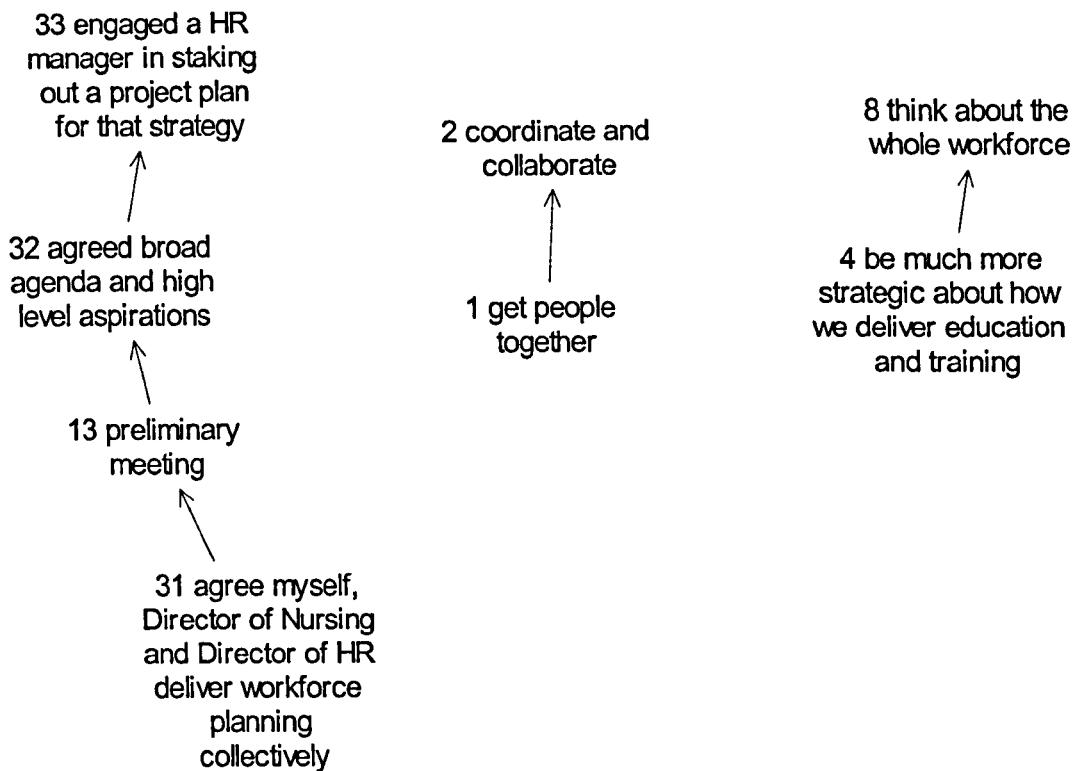 33 engaged a HR
manager in staking
out a project plan
for that strategy
32 agreed broad
agenda and high
level aspirations
13 preliminary
meeting
31 agree myself,
Director of Nursing
and Director of HR
deliver workforce
planning
collectively
2 coordinate and
collaborate
1 get people
together
8 think about the
whole workforce
4 be much more
strategic about how
we deliver education
and training